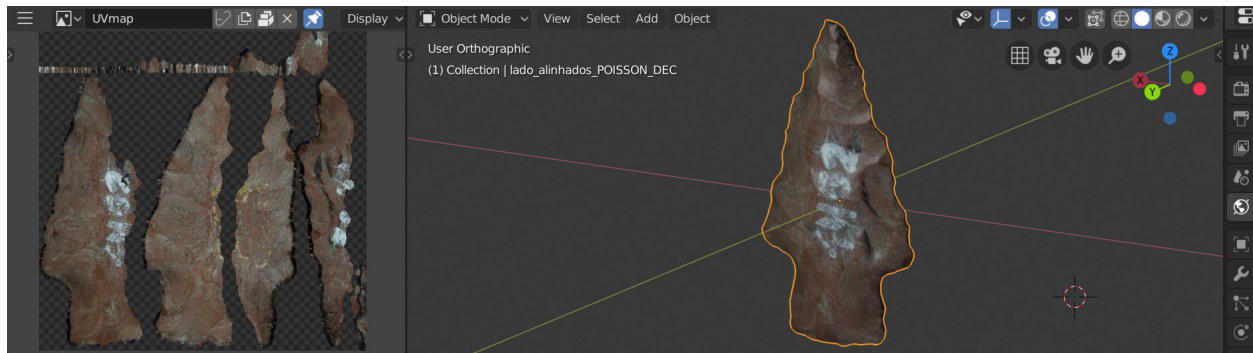 UVmap
Display
Object Mode
View
Select
Add
Object
User Orthographic
(1) Collection | lado_alinhados_POISSON_DEC
Z
X
Y